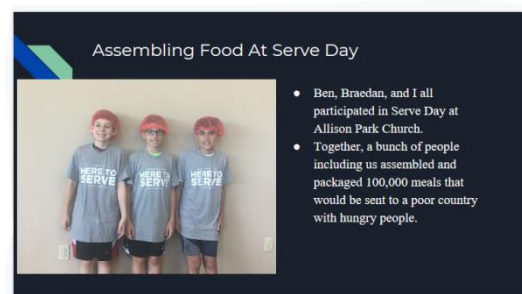 Assembling Food At Serve Day
● Ben, Braedan, and I all
participated in Serve Day at
Allison Park Church.
● Together, a bunch of people
including us assembled and
packaged 100,000 meals that
would be sent to a poor country
with hungry people.
HERE TO
SERVE
HERE TO
SERVE
HERE TO
SERVE